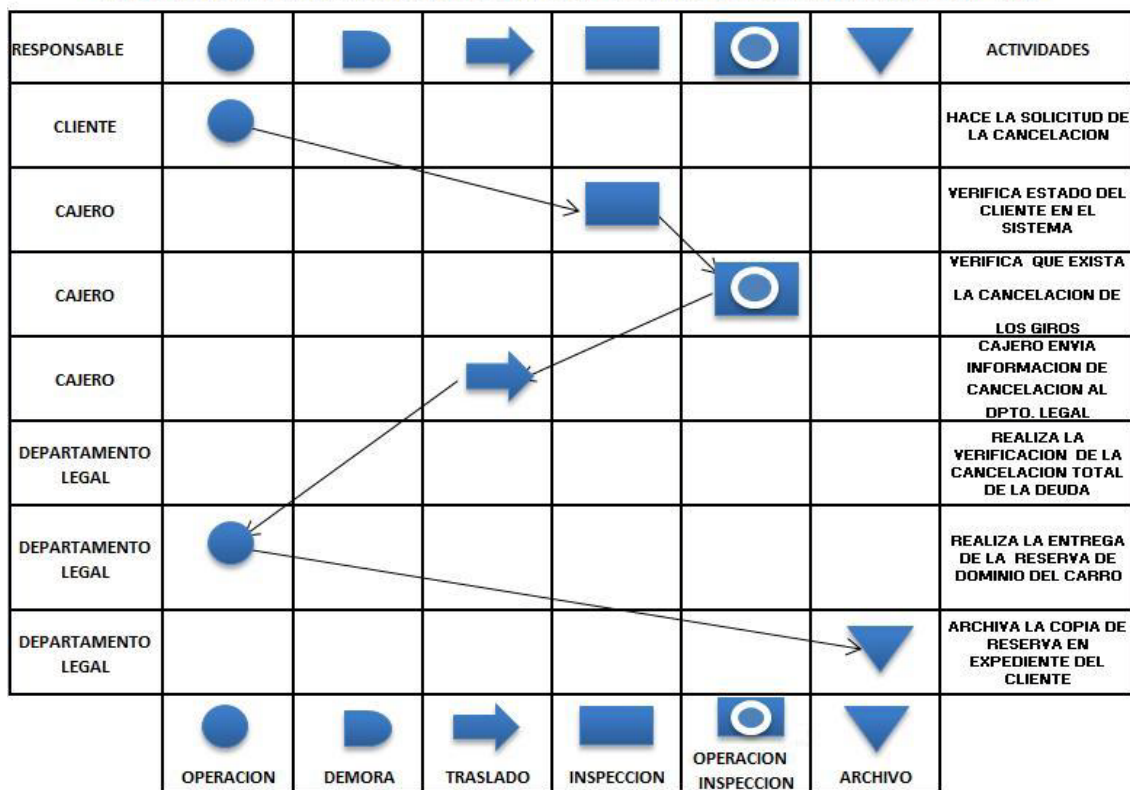 RESPONSABLE
ACTIVIDADES
CLIENTE
HACE LA SOLICITUD DE
LA CANCELACION
CAJERO
VERIFICA ESTADO DEL
CLIENTE EN EL
SISTEMA
CAJERO
VERIFICA QUE EXISTA
LA CANCELACION DE
LOS GIROS
CAJERO
CAJERO ENVIA
INFORMACION DE
CANCELACION AL
DPTO. LEGAL
DEPARTAMENTO
LEGAL
REALIZA LA
VERIFICACION DE LA
CANCELACION TOTAL
DE LA DEUDA
DEPARTAMENTO
LEGAL
REALIZA LA ENTREGA
DE LA RESERVA DE
DOMINIO DEL CARRO
DEPARTAMENTO
LEGAL
ARCHIVA LA COPIA DE
RESERVA EN
EXPEDIENTE DEL
CLIENTE
OPERACION
DEMORA
TRASLADO
INSPECCION
OPERACION
INSPECCION
ARCHIVO